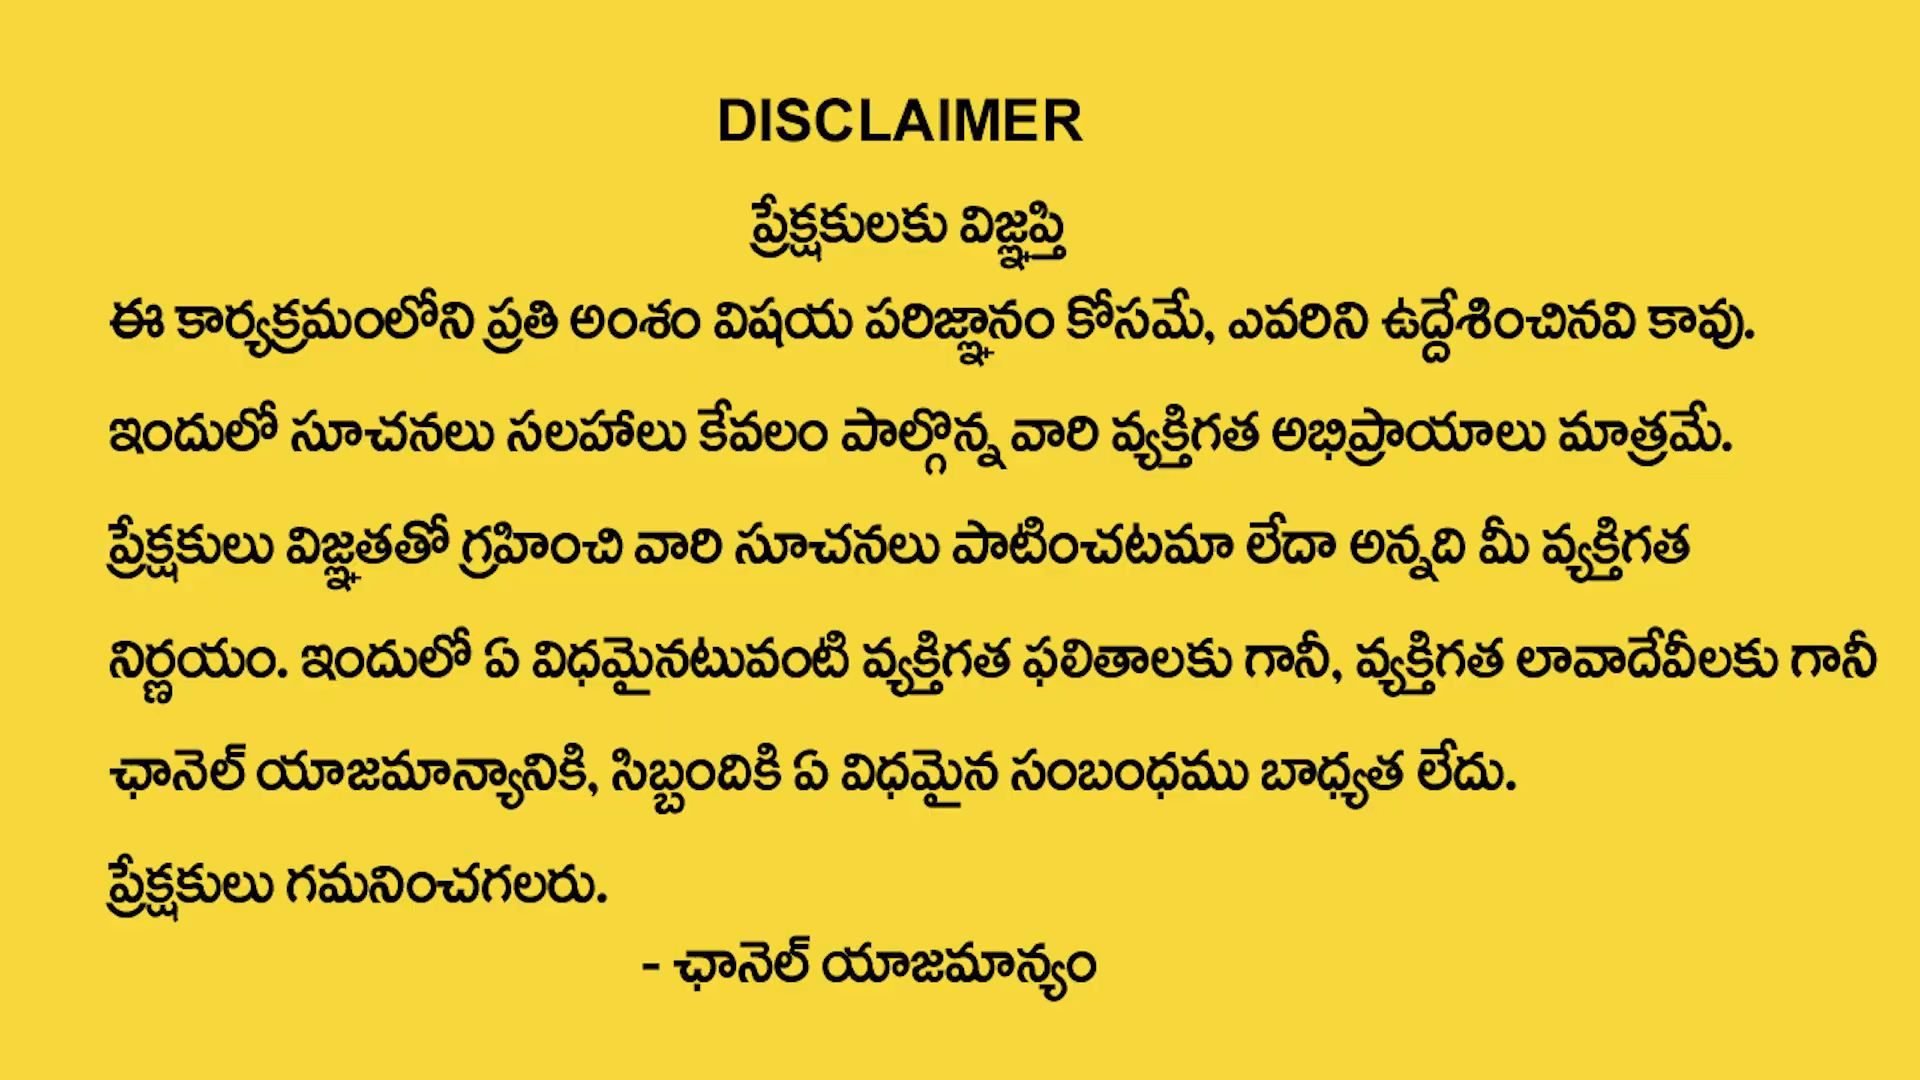 DISCLAIMER
ప్రేక్షకులకు విజ్ఞప్తి
ఈ కార్యక్రమంలోని ప్రతి అంశం విషయ పరిజ్ఞానం కోసమే, ఎవరిని ఉద్దేశించినవి కావు.
ఇందులో సూచనలు సలహాలు కేవలం పాల్గొన్న వారి వ్యక్తిగత అభిప్రాయాలు మాత్రమే.
ప్రేక్షకులు విజ్ఞతతో గ్రహించి వారి సూచనలు పాటించటమా లేదా అన్నది మీ వ్యక్తిగత
నిర్ణయం. ఇందులో ఏ విధమైనటువంటి వ్యక్తిగత ఫలితాలకు గానీ, వ్యక్తిగత లావాదేవీలకు గానీ
ఛానెల్ యాజమాన్యానికి, సిబ్బందికి ఏ విధమైన సంబంధము బాధ్యత లేదు.
ప్రేక్షకులు గమనించగలరు.
- ఛానెల్ యాజమాన్యం